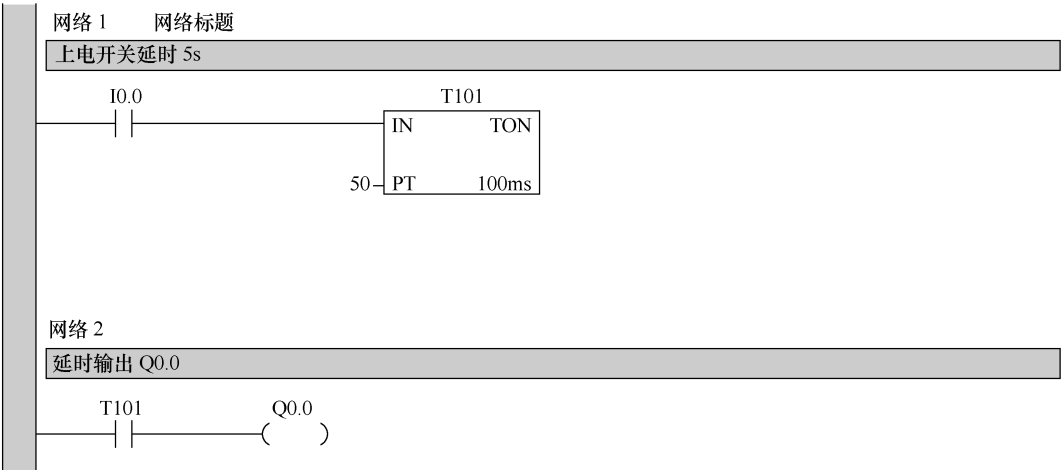 网络 1 网络标题
上电开关延时 5s
I0.0 T101
IN TON
50 PT 100ms
网络 2
延时输出 Q0.0
T101 Q0.0